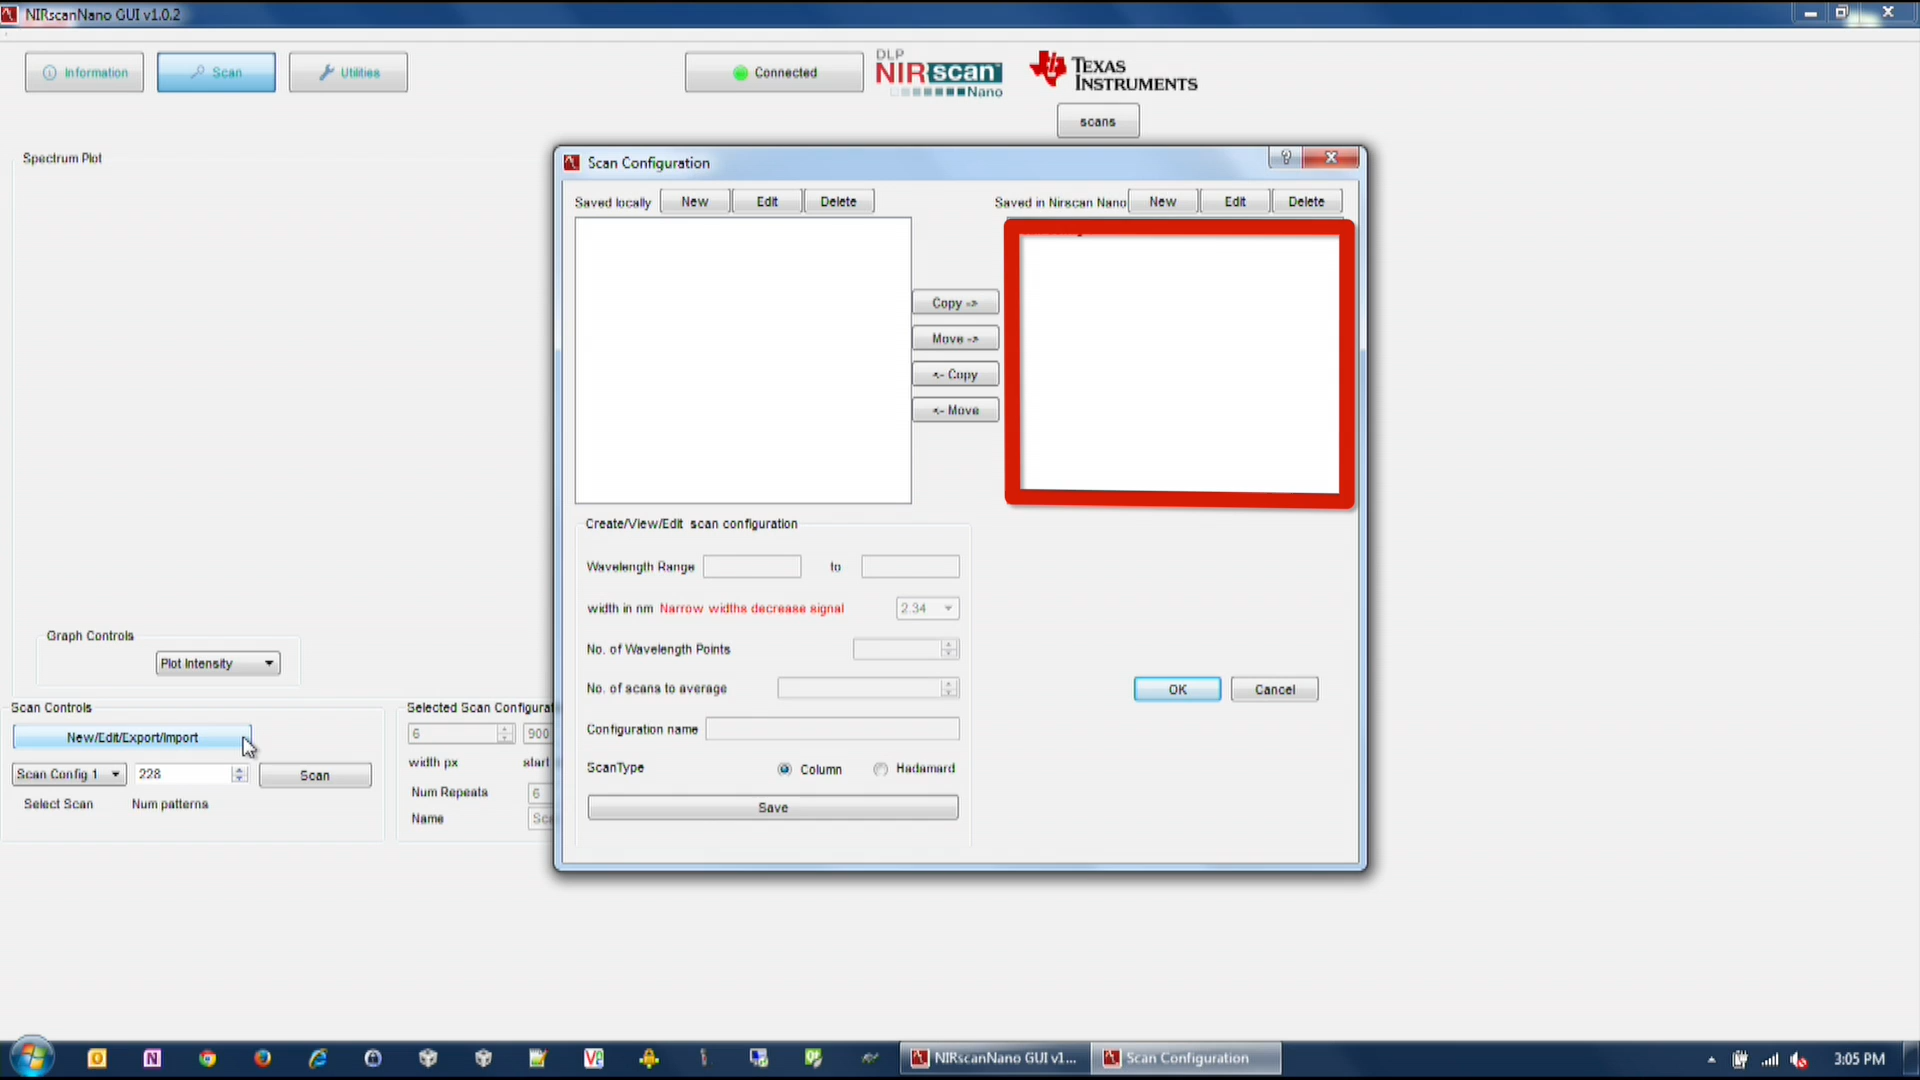 NIRscanNano GUI v1.0.2
Information
Scan
Utilities
Connected
DLP
NIRscan™
Nano
TEXAS
INSTRUMENTS
scans
Spectrum Plot
Scan Configuration
Saved locally
New
Edit
Delete
Saved in Nirscan Nano
New
Edit
Delete
Copy ->
Move ->
<- Copy
<- Move
Create/View/Edit scan configuration
Wavelength Range
to
width in nm Narrow widths decrease signal
2.34
No. of Wavelength Points
No. of scans to average
Configuration name
ScanType
Column
Hadamard
Save
OK
Cancel
Graph Controls
Plot Intensity
Scan Controls
New/Edit/Export/Import
Scan Config 1
228
Scan
Select Scan
Num patterns
Selected Scan Configurat
6
900
width px
start
Num Repeats
6
Name
Sc
NIRscanNano GUI v1...
Scan Configuration
3:05 PM